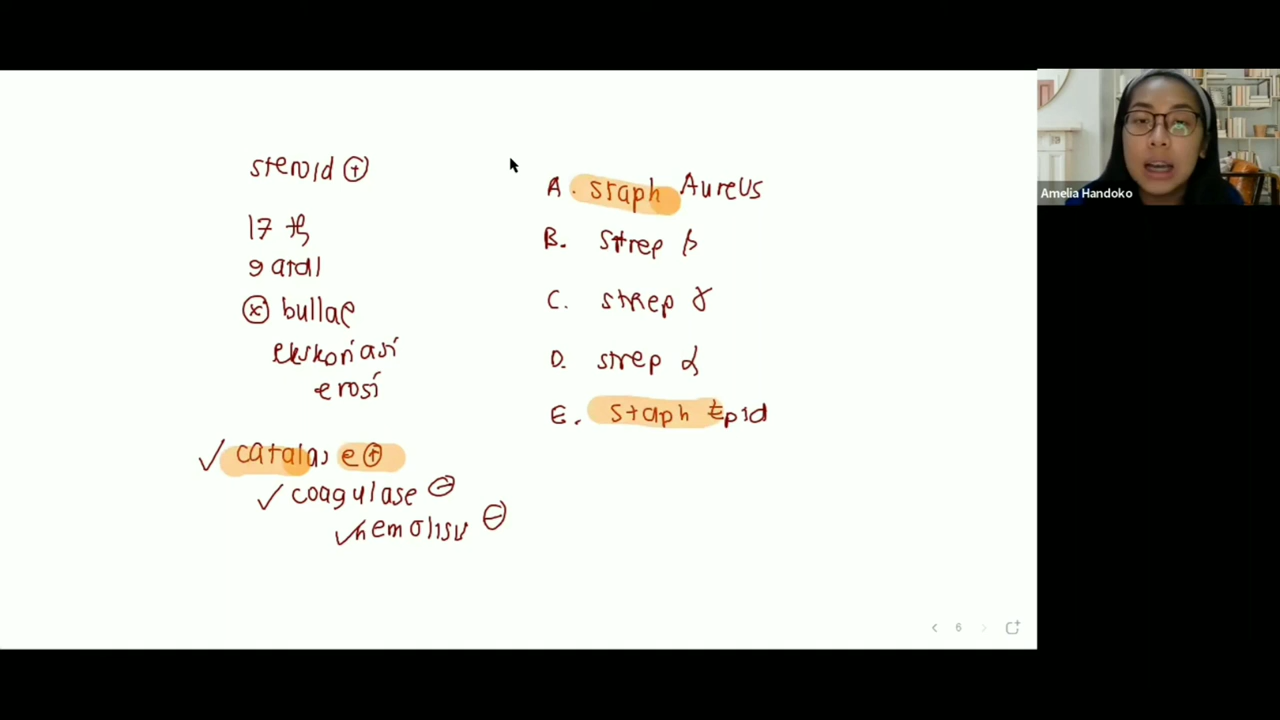 steroid (+)
17 th
gatal
(x) bullae
ekskoriasi
erosi
✓ catalase (+)
✓ coagulase (-)
✓ hemolisis (-)
A. Staph Aureus
B. Strep β
C. Strep γ
D. Strep α
E. Staph Epid
Amelia Handoko
6